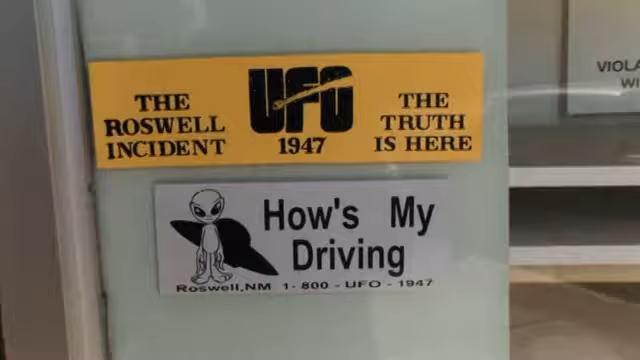 THE
ROSWELL
INCIDENT
UFO
1947
THE
TRUTH
IS HERE
How's My
Driving
Roswell,NM 1-800-UFO-1947